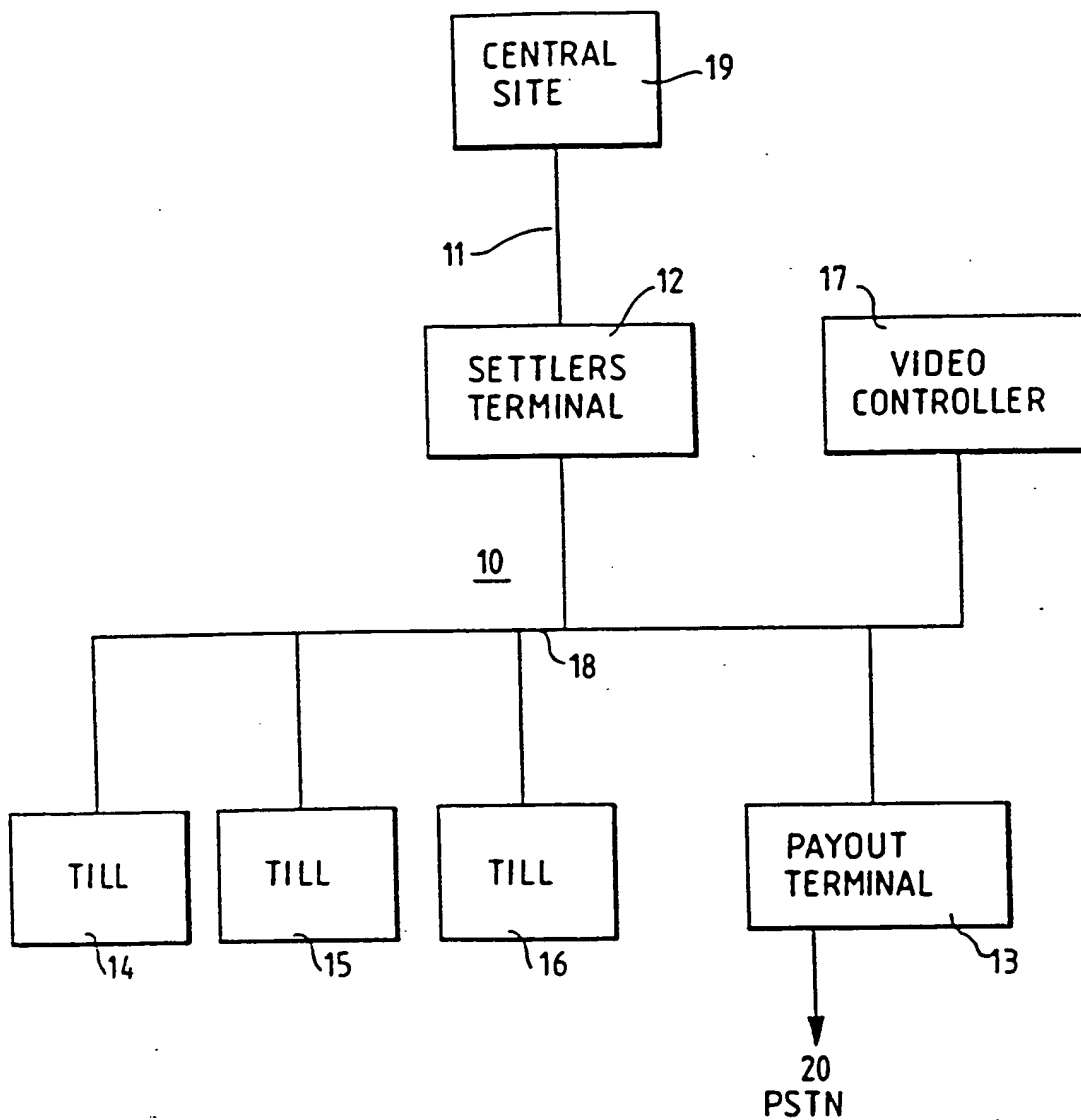 CENTRAL
SITE
19
11
12
17
SETTLERS
TERMINAL
VIDEO
CONTROLLER
10
18
TILL
TILL
TILL
PAYOUT
TERMINAL
14
15
16
13
20
PSTN